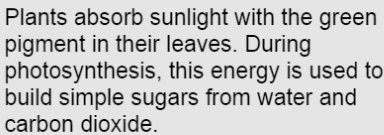 Plants absorb sunlight with the green
pigment in their leaves. During
photosynthesis, this energy is used to
build simple sugars from water and
carbon dioxide.